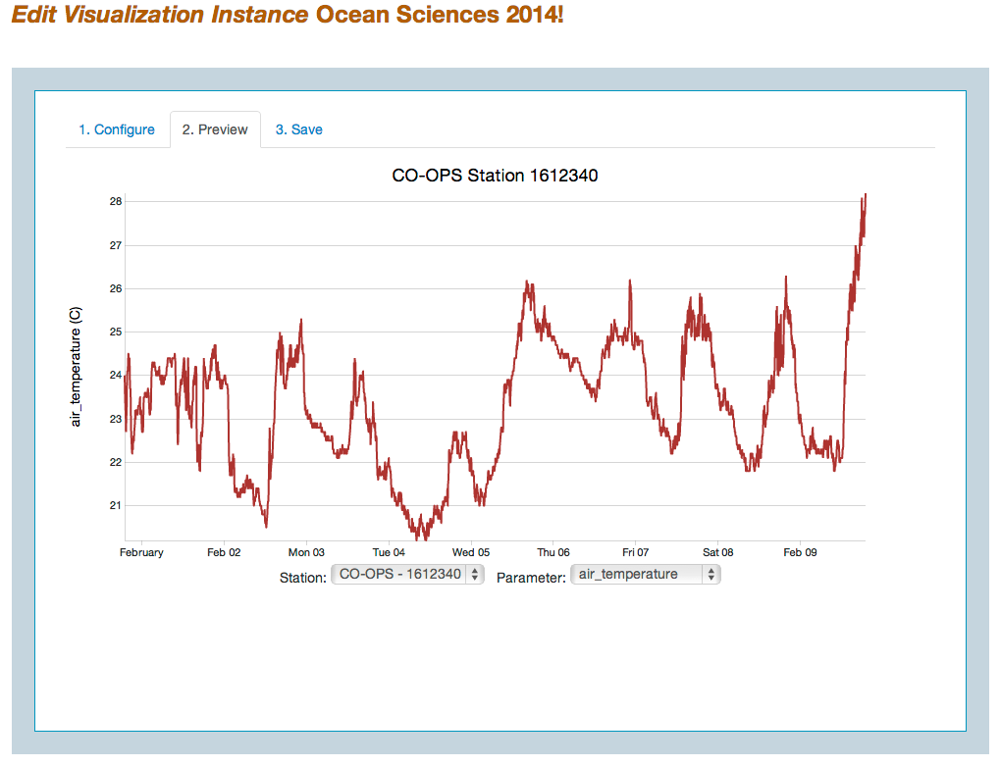 Edit Visualization Instance Ocean Sciences 2014!
1. Configure 2. Preview 3. Save
CO-OPS Station 1612340
air_temperature (C)
28
27
26
25
24
23
22
21
February Feb 02 Mon 03 Tue 04 Wed 05 Thu 06 Fri 07 Sat 08 Feb 09
Station: CO-OPS - 1612340 Parameter: air_temperature